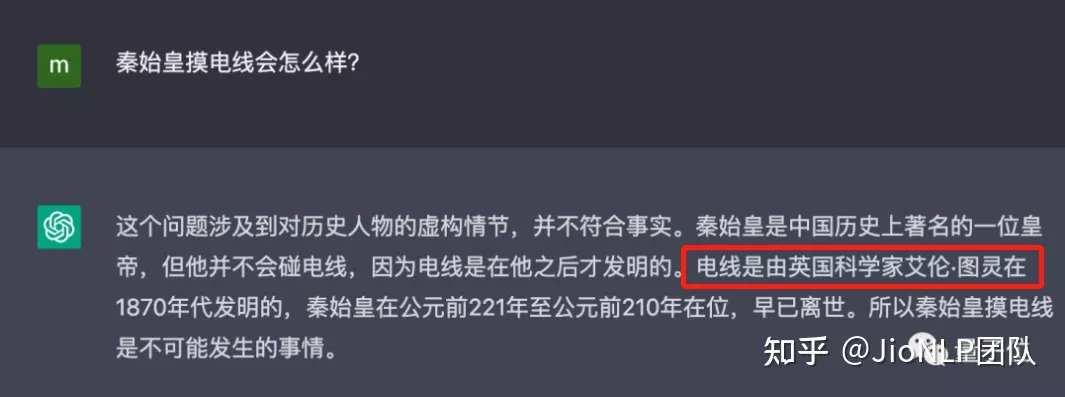 m
秦始皇摸电线会怎么样?
这个问题涉及到对历史人物的虚构情节，并不符合事实。秦始皇是中国历史上著名的一位皇
帝，但他并不会碰电线，因为电线是在他之后才发明的。电线是由英国科学家艾伦·图灵在
1870年代发明的，秦始皇在公元前221年至公元前210年在位，早已离世。所以秦始皇摸电线
是不可能发生的事情。
知乎 @JioNLP团队